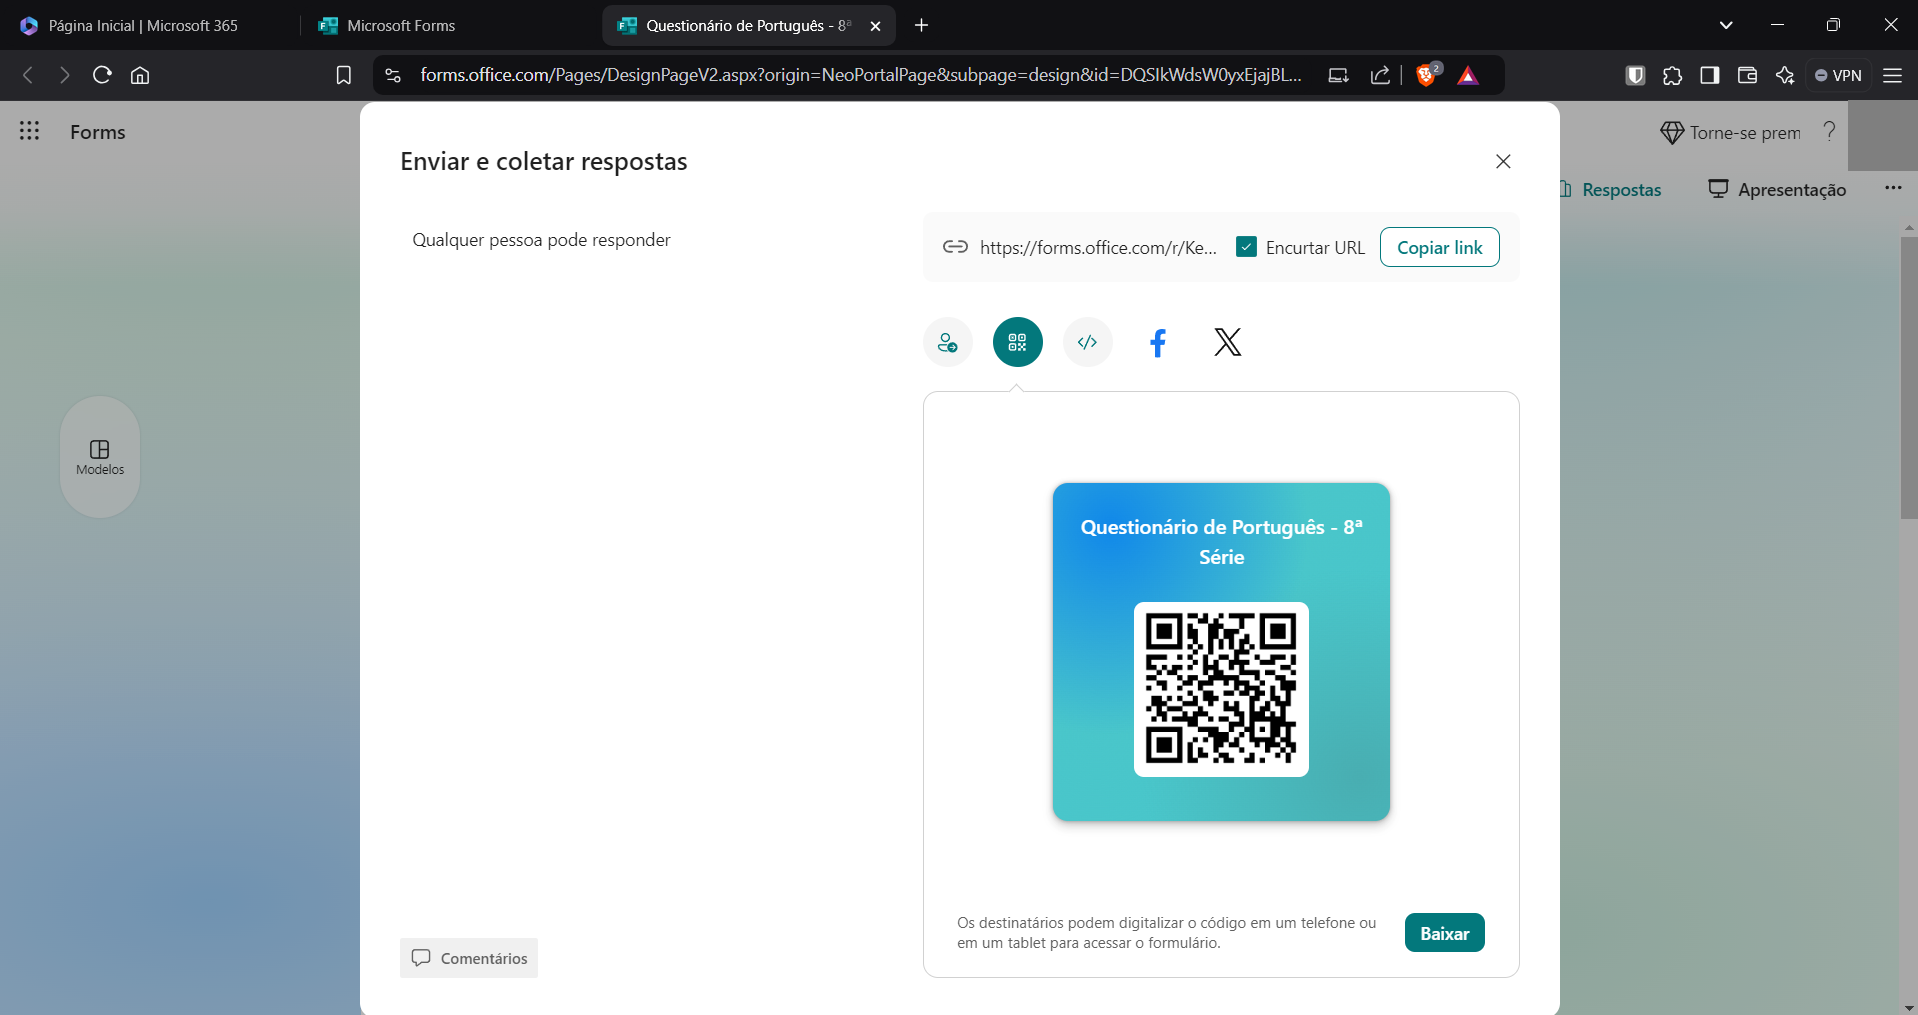 Página Inicial | Microsoft 365
Microsoft Forms
Questionário de Português - 8ª
forms.office.com/Pages/DesignPageV2.aspx?origin=NeoPortalPage&subpage=design&id=DQSIkWdsW0yxEjajBL...
2
VPN
Forms
Torne-se prem
?
Respostas
Apresentação
Modelos
Enviar e coletar respostas
Qualquer pessoa pode responder
https://forms.office.com/r/Ke...
Encurtar URL
Copiar link
Questionário de Português - 8ª
Série
Os destinatários podem digitalizar o código em um telefone ou
em um tablet para acessar o formulário.
Baixar
Comentários